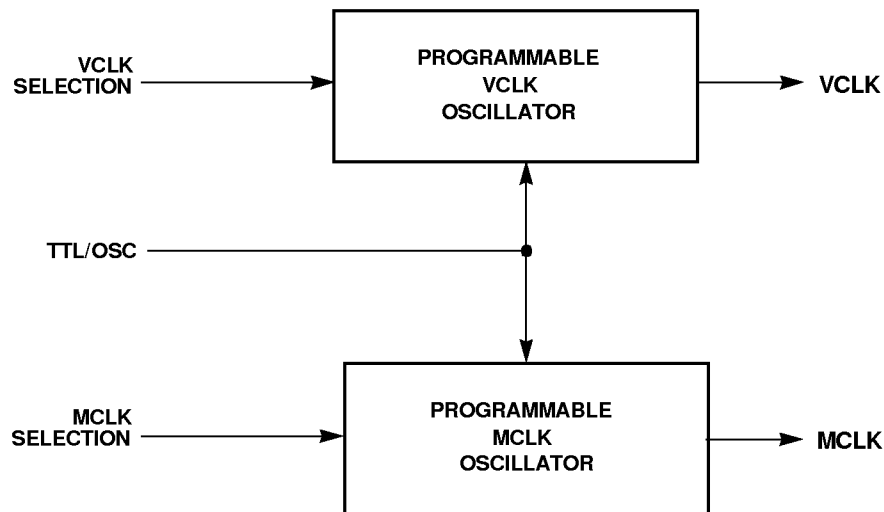 VCLK
SELECTION
PROGRAMMABLE
VCLK
OSCILLATOR
VCLK
TTL/OSC
MCLK
SELECTION
PROGRAMMABLE
MCLK
OSCILLATOR
MCLK